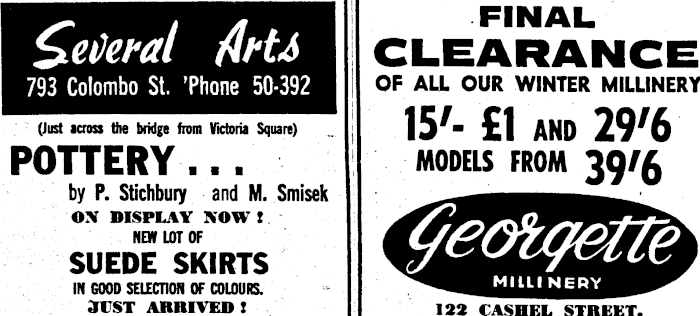 Several Arts
793 Colombo St. 'Phone 50-392
(Just across the bridge from Victoria Square)
POTTERY . . .
by P. Stichbury and M. Smisek
ON DISPLAY NOW !
NEW LOT OF
SUEDE SKIRTS
IN GOOD SELECTION OF COLOURS.
JUST ARRIVED !
FINAL
CLEARANCE
OF ALL OUR WINTER MILLINERY
15/- £1 AND 29/6
MODELS FROM 39/6
Georgette
MILLINERY
122 CASHEL STREET.